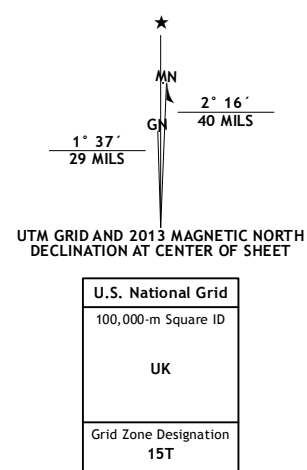 ★
MN
GN
2° 16´
40 MILS
1° 37´
29 MILS
UTM GRID AND 2013 MAGNETIC NORTH
DECLINATION AT CENTER OF SHEET
U.S. National Grid
100,000-m Square ID
UK
Grid Zone Designation
15T